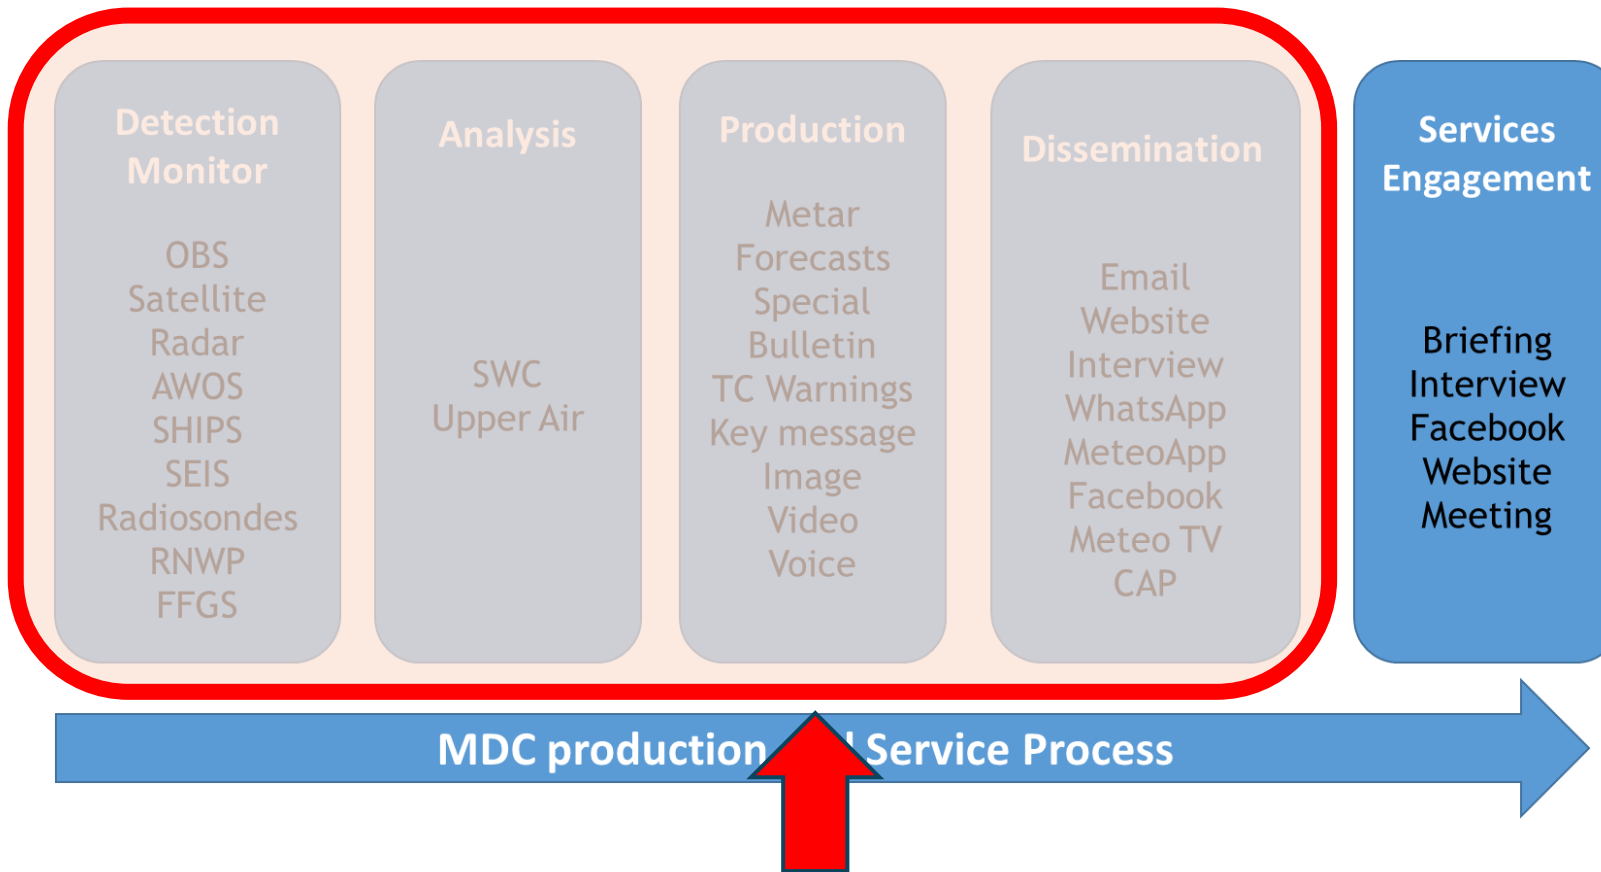 Detection
Monitor
OBS
Satellite
Radar
AWOS
SHIPS
SEIS
Radiosondes
RNWP
FFGS
Analysis
SWC
Upper Air
Production
Metar
Forecasts
Special
Bulletin
TC Warnings
Key message
Image
Video
Voice
Dissemination
Email
Website
Interview
WhatsApp
MeteoApp
Facebook
Meteo TV
CAP
Services
Engagement
Briefing
Interview
Facebook
Website
Meeting
MDC production Service Process